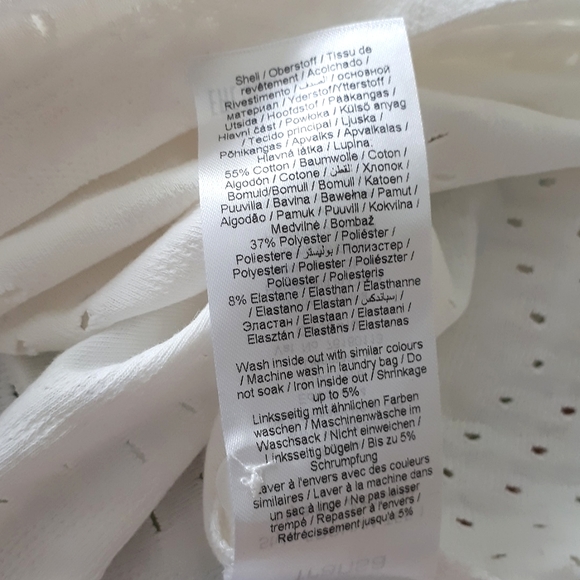 Shell / Oberstoff / Tissu de
revêtement / Acolchado /
Rivestimento / الصنف / основной
материал / Yderstof/Ytterstoff /
Utsida / Hoofdstof / Pääkangas /
Hlavní část / Powłoka / Külső anyag
/ Tecido principal / Ljuska /
Põhikangas / Apvalks / Apvalkalas /
Hlavná látka / Lupina.
55% Cotton / Baumwolle / Coton /
Algodón / Cotone / القطن / Хлопок /
Bomuld/Bomull / Bomull / Katoen /
Puuvilla / Bavlna / Bawełna / Pamut /
Algodão / Pamuk / Puuvill / Kokvilna /
Medvilnė / Bombaž
37% Polyester / Poliéster /
Poliestere / بوليستر / Полиэстер /
Polyesteri / Poliester / Poliészter /
Polüester / Poliesteris
8% Elastane / Elasthan / Élasthanne
/ Elastano / Elastan / إسباندكس /
Эластан / Elastaan / Elastaani /
Elasztán / Elastāns / Elastanas
Wash inside out with similar colours
/ Machine wash in laundry bag / Do
not soak / Iron inside out / Shrinkage
up to 5%
Linksseitig mit ähnlichen Farben
waschen / Maschinenwäsche im
Waschsack / Nicht einweichen /
Linksseitig bügeln / Bis zu 5%
Schrumpfung
Laver à l'envers avec des couleurs
similaires / Laver à la machine dans
un sac à linge / Ne pas laisser
trempé / Repasser à l'envers /
Rétrécissement jusqu'à 5%